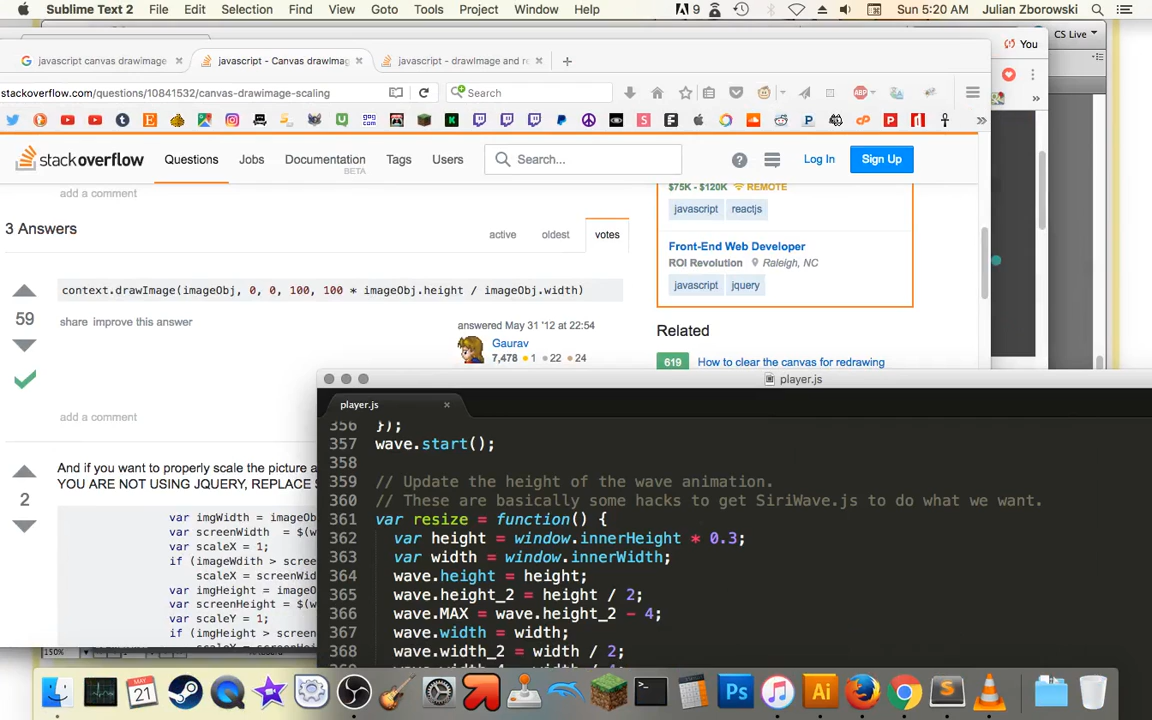 Sublime Text 2 File Edit Selection Find View Goto Tools Project Window Help 9 Sun 5:20 AM Julian Zborowski
CS Live
javascript canvas drawimage
javascript - Canvas drawImag
javascript - drawImage and re
You
stackoverflow.com/questions/10841532/canvas-drawimage-scaling
Search
stackoverflow Questions Jobs Documentation Tags Users Search... Log In Sign Up
BETA
add a comment
$75K - $120K REMOTE
javascript reactjs
3 Answers
active oldest votes
Front-End Web Developer
ROI Revolution Raleigh, NC
javascript jquery
context.drawImage(imageObj, 0, 0, 100, 100 * imageObj.height / imageObj.width)
59
share improve this answer
answered May 31 '12 at 22:54
Gaurav
7,478 1 22 24
Related
619 How to clear the canvas for redrawing
add a comment
And if you want to properly scale the picture a
YOU ARE NOT USING JQUERY, REPLACE S
2
var imgWidth = imageOb
var screenWidth = $(w
var scaleX = 1;
if (imageWdith > scree
scaleX = screenWid
var imgHeight = imageO
var screenHeight = $(w
var scaleY = 1;
if (imgHeight > screen
150%
player.js
player.js
356 });
357 wave.start();
358
359 // Update the height of the wave animation.
360 // These are basically some hacks to get SiriWave.js to do what we want.
361 var resize = function() {
362 var height = window.innerHeight * 0.3;
363 var width = window.innerWidth;
364 wave.height = height;
365 wave.height_2 = height / 2;
366 wave.MAX = wave.height_2 - 4;
367 wave.width = width;
368 wave.width_2 = width / 2;
MAY
21
Ps
Ai